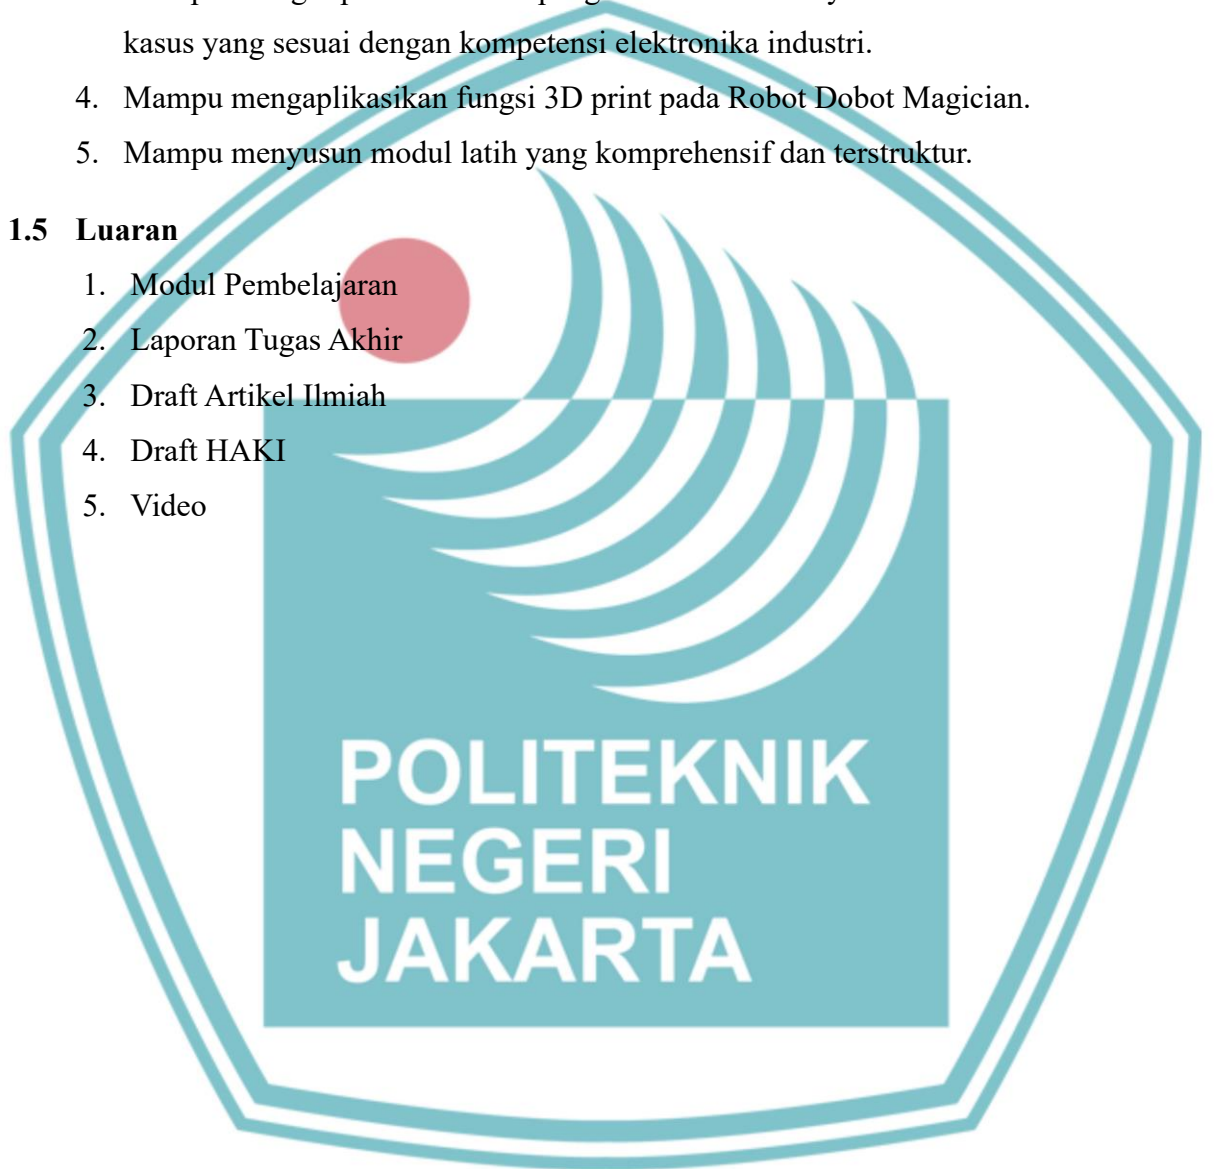 kasus yang sesuai dengan kompetensi elektronika industri.
4. Mampu mengaplikasikan fungsi 3D print pada Robot Dobot Magician.
5. Mampu menyusun modul latih yang komprehensif dan terstruktur.
1.5 Luaran
1. Modul Pembelajaran
2. Laporan Tugas Akhir
3. Draft Artikel Ilmiah
4. Draft HAKI
5. Video
POLITEKNIK
NEGERI
JAKARTA